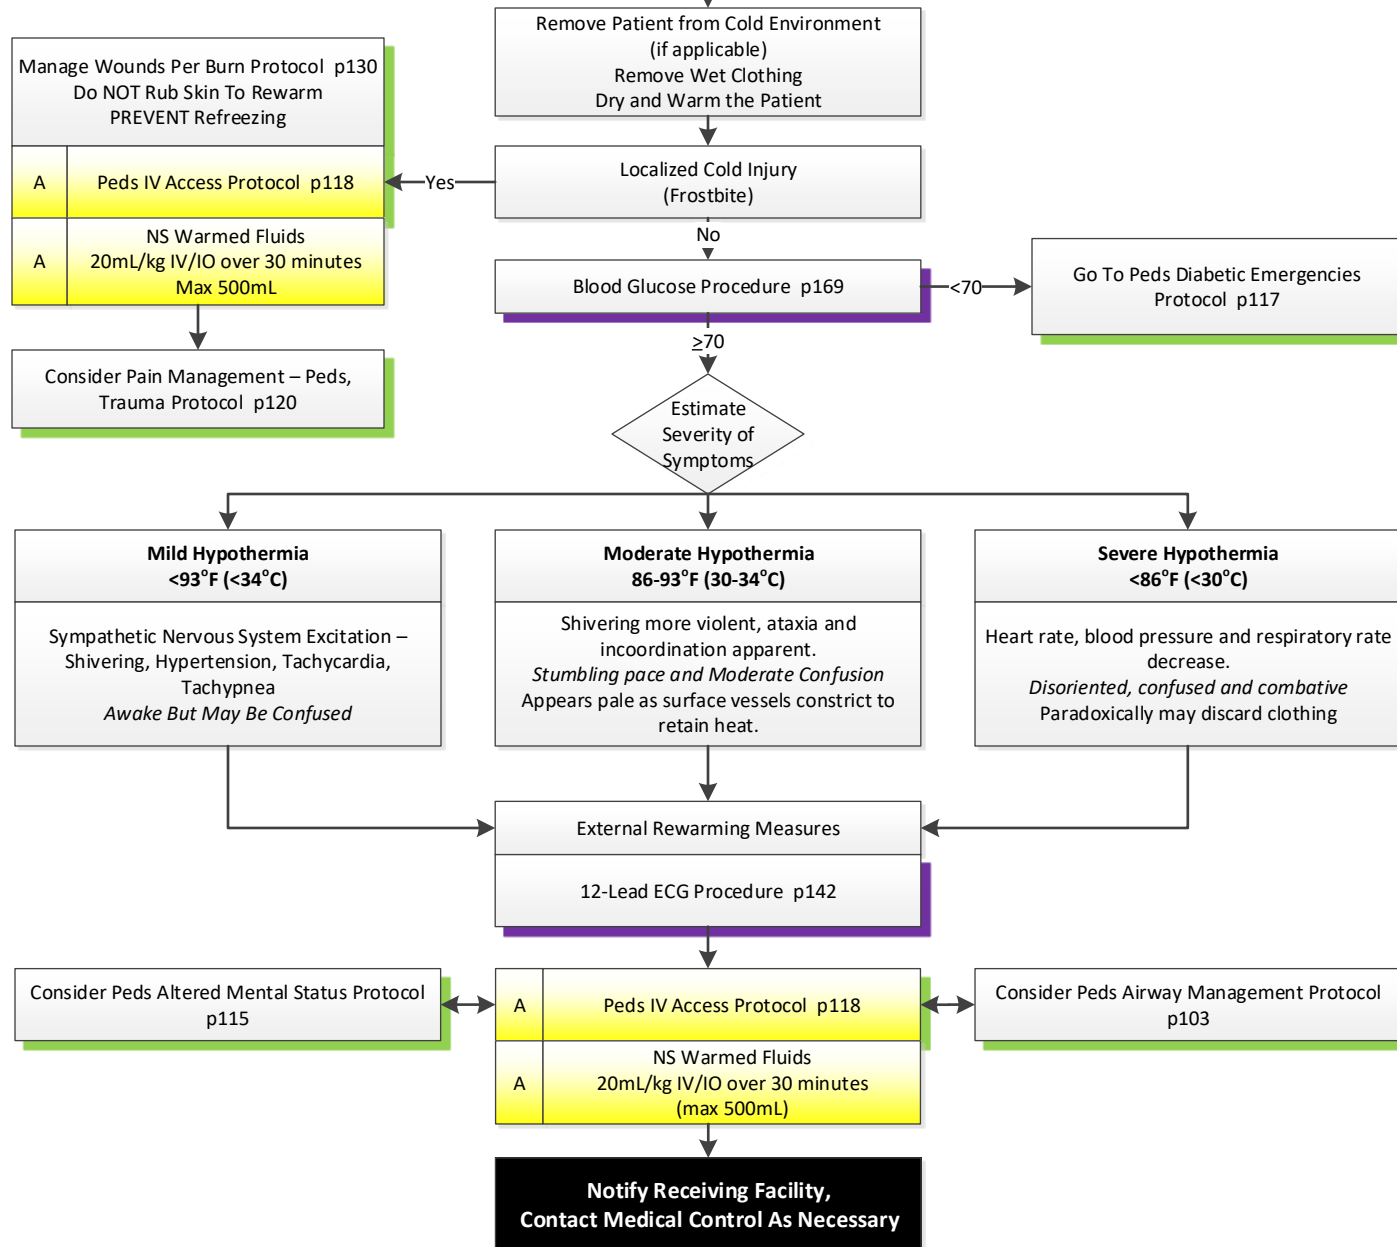 Remove Patient from Cold Environment
(if applicable)
Remove Wet Clothing
Dry and Warm the Patient
Manage Wounds Per Burn Protocol p130
Do NOT Rub Skin To Rewarm
PREVENT Refreezing
A
Peds IV Access Protocol p118
Yes
Localized Cold Injury
(Frostbite)
A
NS Warmed Fluids
20mL/kg IV/IO over 30 minutes
Max 500mL
No
Blood Glucose Procedure p169
<70
Go To Peds Diabetic Emergencies
Protocol p117
≥70
Consider Pain Management – Peds,
Trauma Protocol p120
Estimate
Severity of
Symptoms
Mild Hypothermia
<93°F (<34°C)
Sympathetic Nervous System Excitation –
Shivering, Hypertension, Tachycardia,
Tachypnea
Awake But May Be Confused
Moderate Hypothermia
86-93°F (30-34°C)
Shivering more violent, ataxia and
incoordination apparent.
Stumbling pace and Moderate Confusion
Appears pale as surface vessels constrict to
retain heat.
Severe Hypothermia
<86°F (<30°C)
Heart rate, blood pressure and respiratory rate
decrease.
Disoriented, confused and combative
Paradoxically may discard clothing
External Rewarming Measures
12-Lead ECG Procedure p142
Consider Peds Altered Mental Status Protocol
p115
A
Peds IV Access Protocol p118
Consider Peds Airway Management Protocol
p103
A
NS Warmed Fluids
20mL/kg IV/IO over 30 minutes
(max 500mL)
Notify Receiving Facility,
Contact Medical Control As Necessary